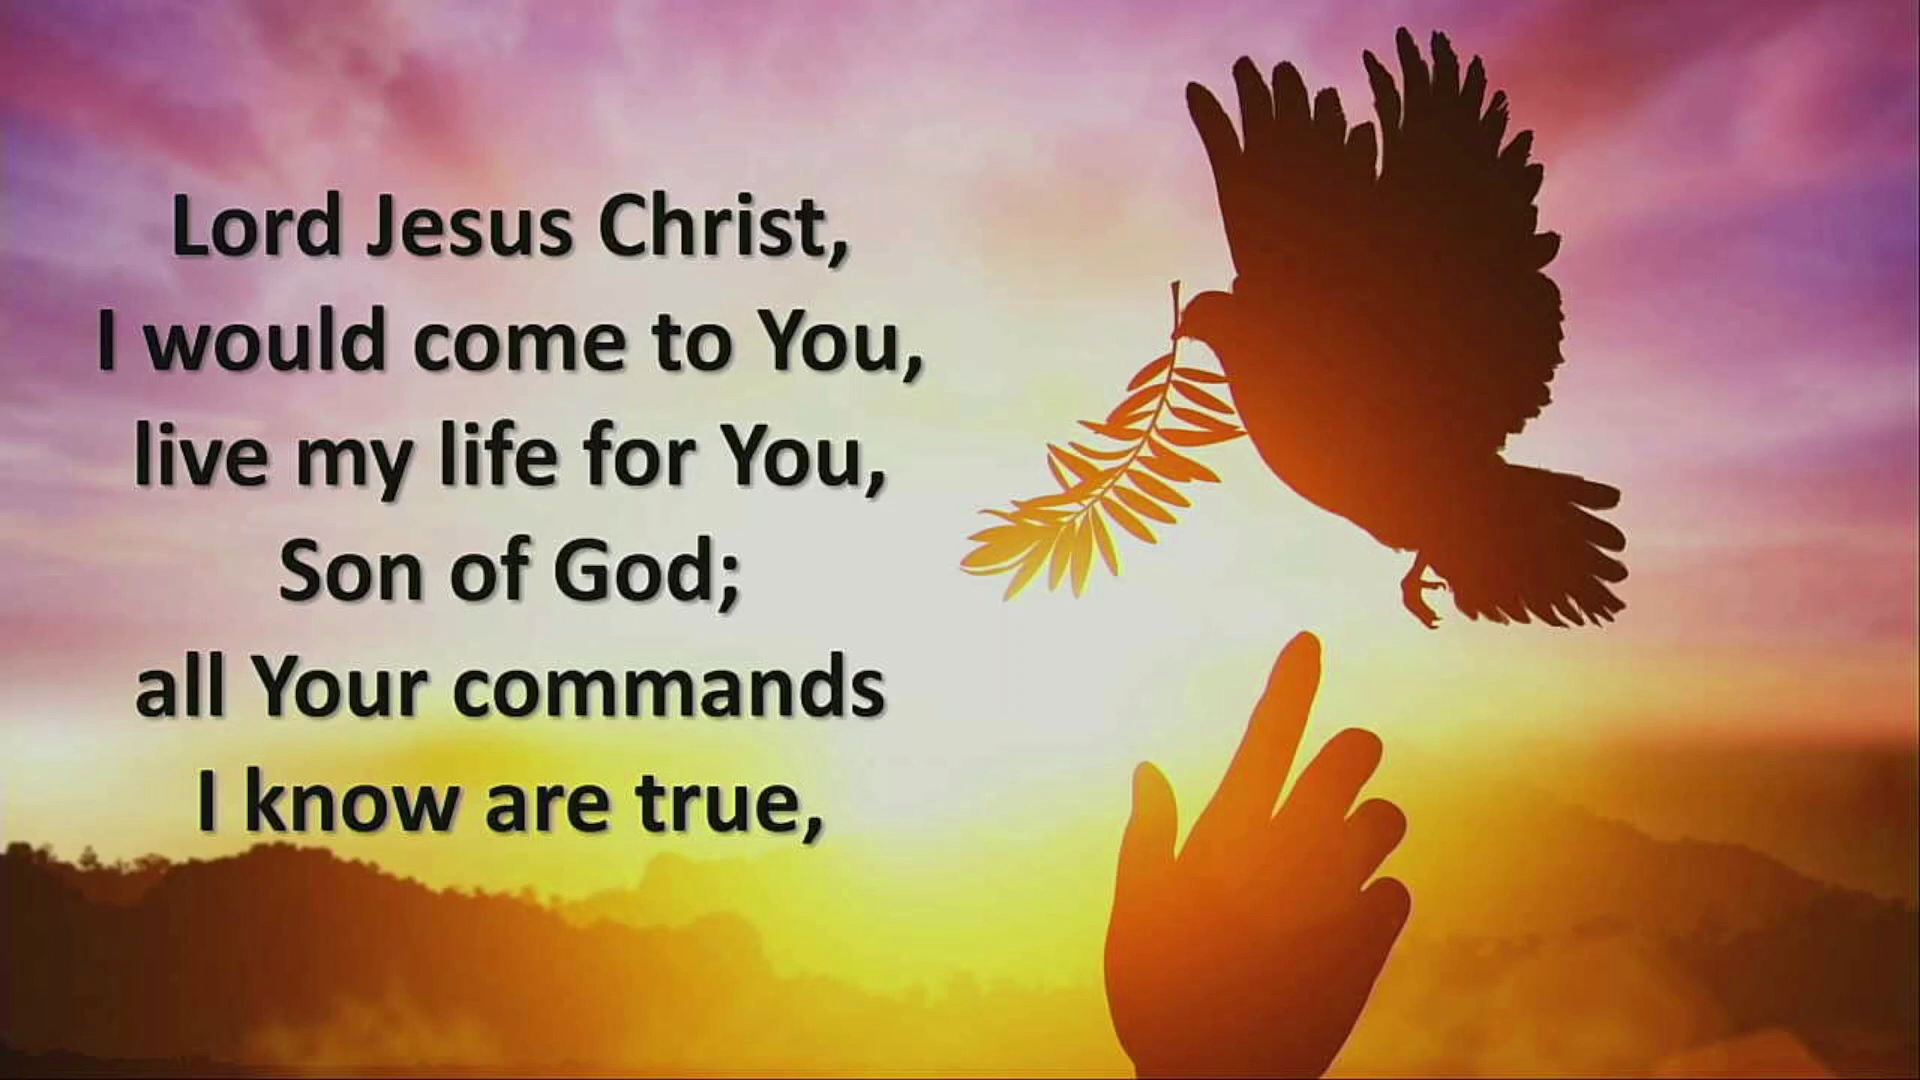 Lord Jesus Christ,
I would come to You,
live my life for You,
Son of God;
all Your commands
I know are true,